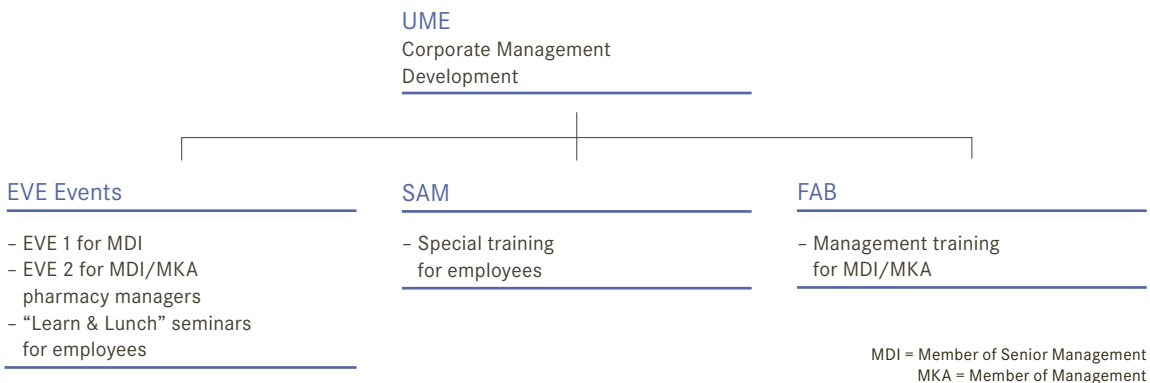 UME
Corporate Management
Development
EVE Events
– EVE 1 for MDI
– EVE 2 for MDI/MKA
pharmacy managers
– “Learn & Lunch” seminars
for employees
SAM
– Special training
for employees
FAB
– Management training
for MDI/MKA
MDI = Member of Senior Management
MKA = Member of Management